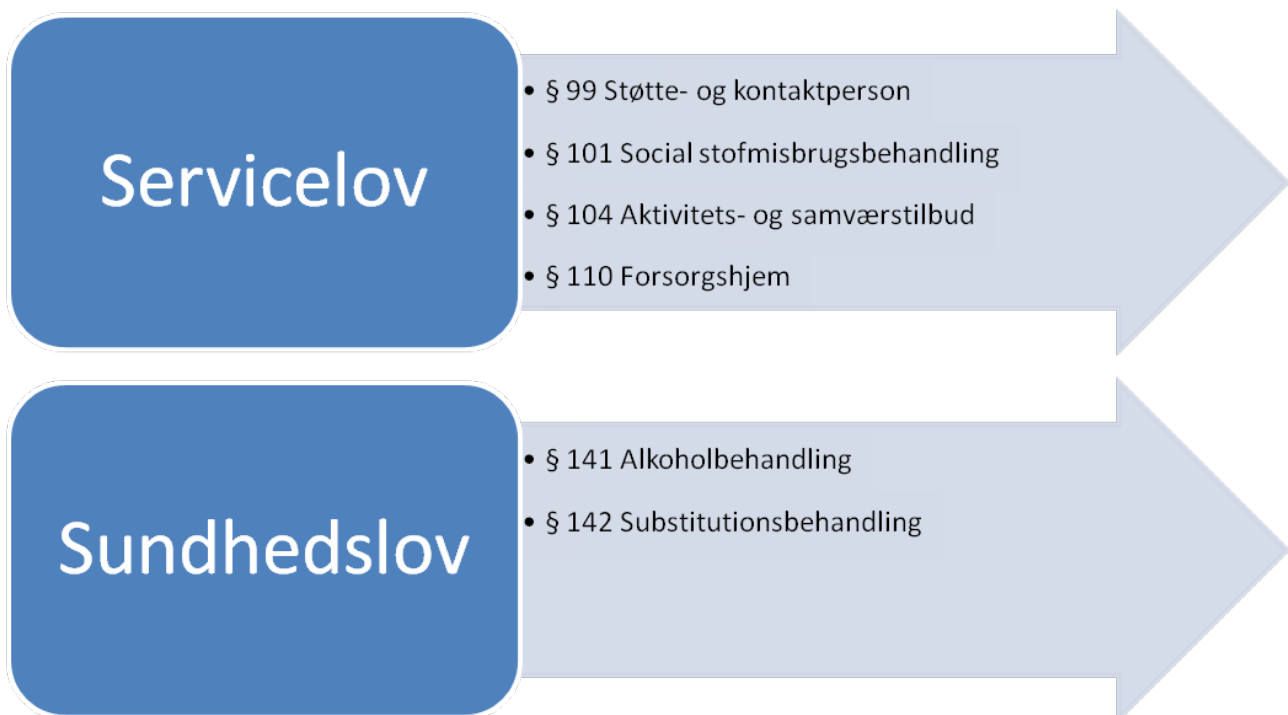 Servicelov
• § 99 Støtte- og kontaktperson
• § 101 Social stofmisbrugsbehandling
• § 104 Aktivitets- og samværstilbud
• § 110 Forsorgshjem
Sundhedslov
• § 141 Alkoholbehandling
• § 142 Substitutionsbehandling